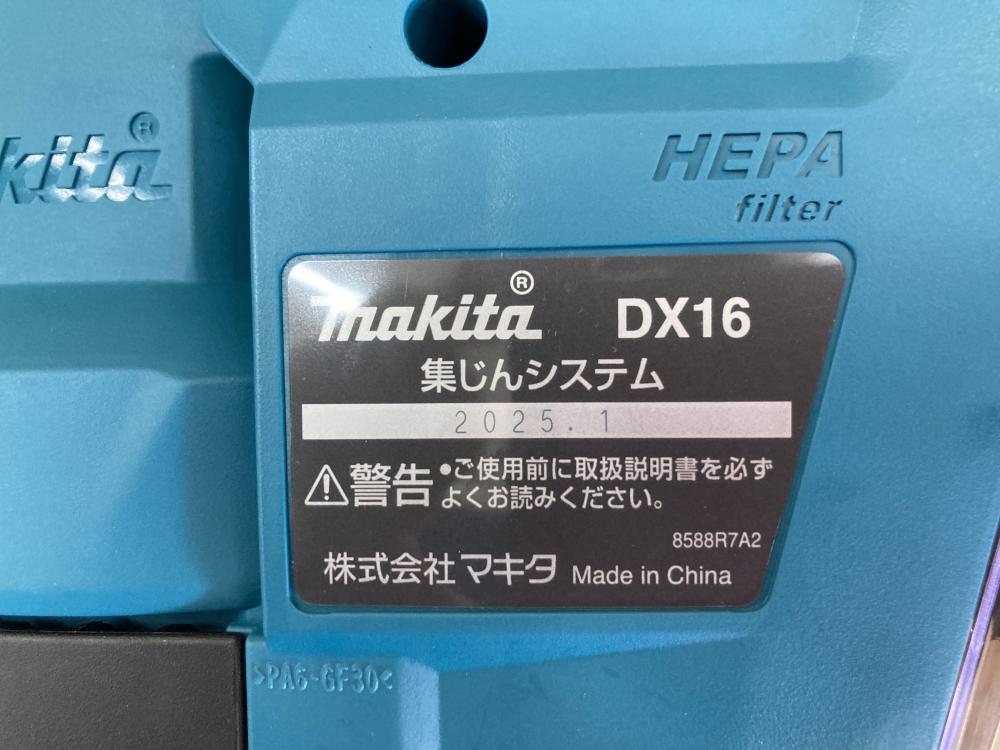 makita®
HEPA
filter
makita® DX16
集じんシステム
2025.1
警告 •ご使用前に取扱説明書を必ず
よくお読みください。
8588R7A2
株式会社マキタ Made in China
>PA6-GF30<